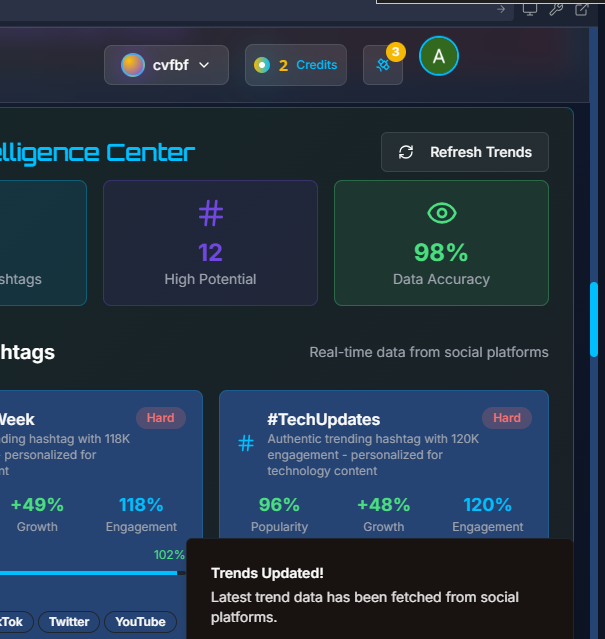 cvfbf
2 Credits
3
A
elligence Center
Refresh Trends
shtags
12
High Potential
98%
Data Accuracy
htags
Real-time data from social platforms
Week
Hard
ding hashtag with 118K
- personalized for
nt
+49%
Growth
118%
Engagement
102%
kTok
Twitter
YouTube
#TechUpdates
Hard
Authentic trending hashtag with 120K
engagement - personalized for
technology content
96%
Popularity
+48%
Growth
120%
Engagement
Trends Updated!
Latest trend data has been fetched from social
platforms.